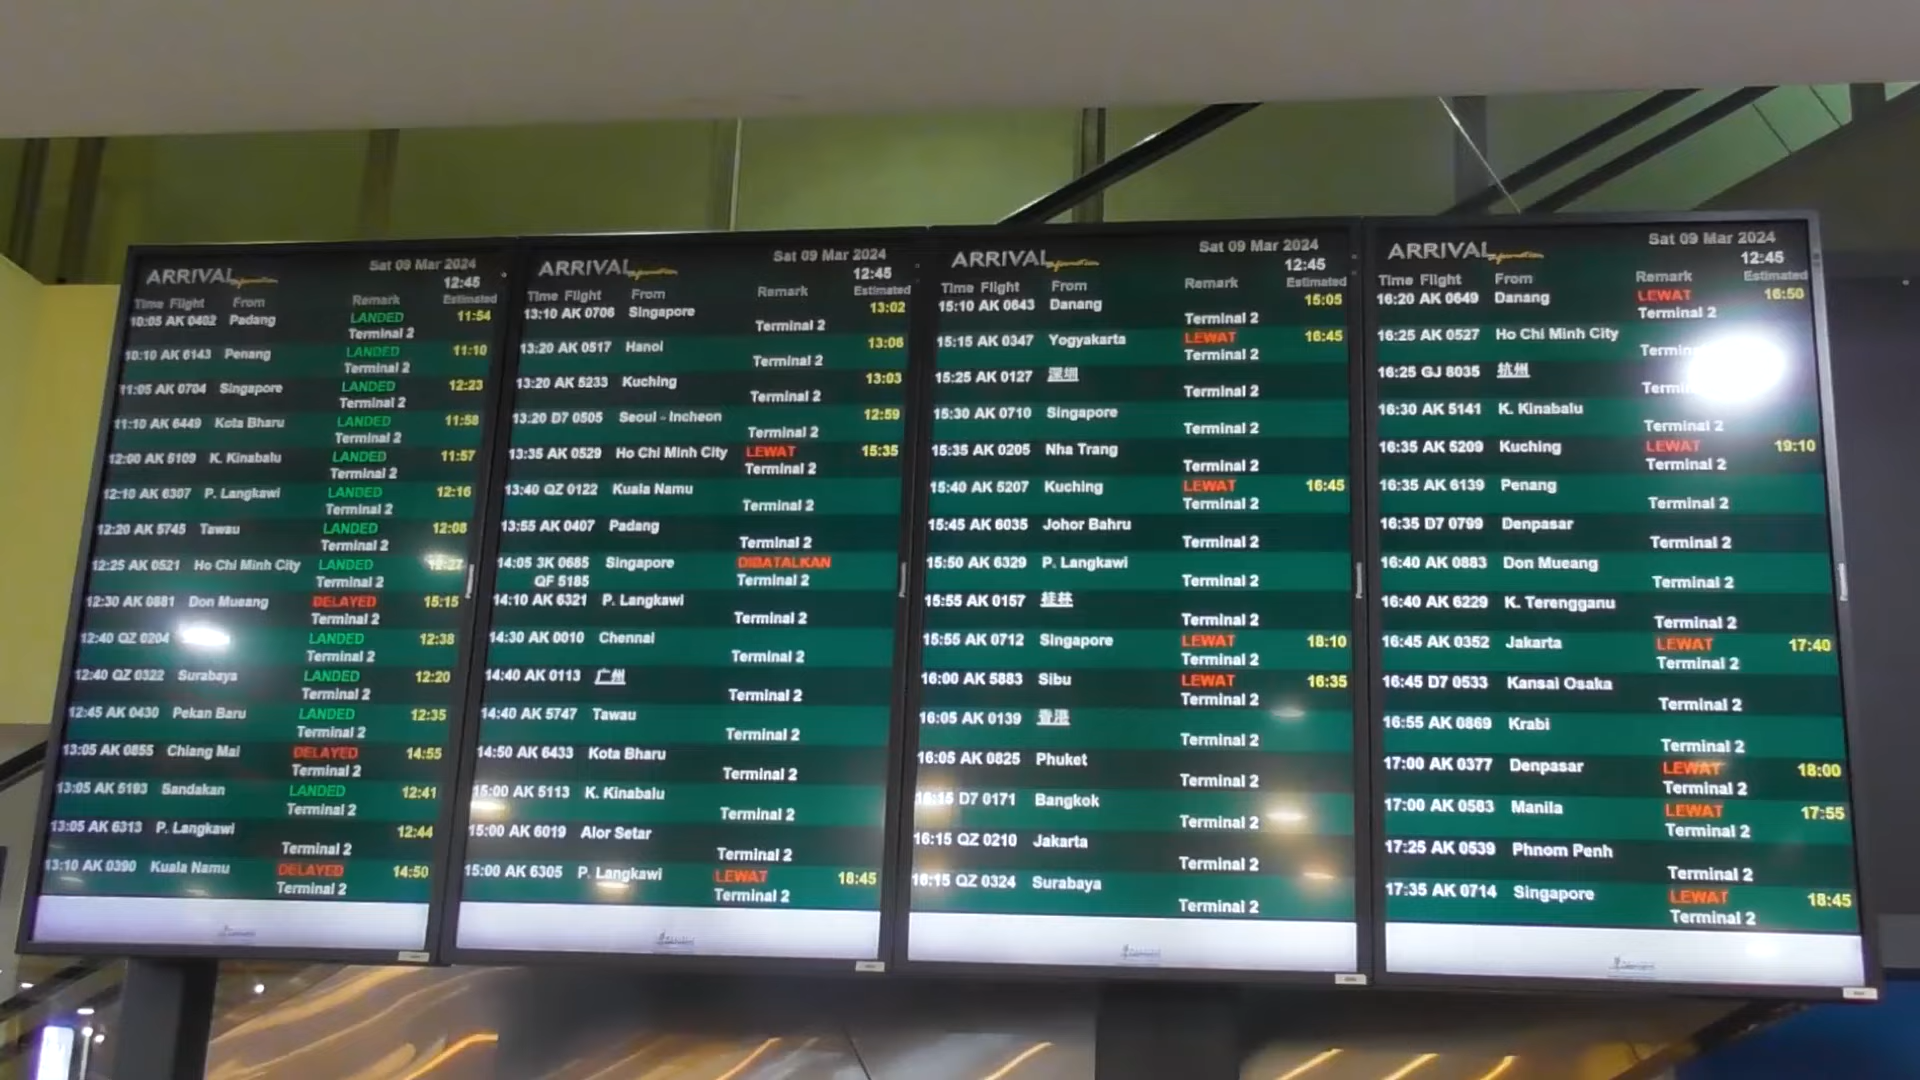 ARRIVAL Information
Sat 09 Mar 2024
12:45
Time Flight From Remark Estimated
10:05 AK 0402 Padang LANDED 11:54
Terminal 2
10:10 AK 6143 Penang LANDED 11:10
Terminal 2
11:05 AK 0704 Singapore LANDED 12:23
Terminal 2
11:10 AK 6449 Kota Bharu LANDED 11:58
Terminal 2
12:00 AK 5109 K. Kinabalu LANDED 11:57
Terminal 2
12:10 AK 6307 P. Langkawi LANDED 12:16
Terminal 2
12:20 AK 5745 Tawau LANDED 12:08
Terminal 2
12:25 AK 0521 Ho Chi Minh City LANDED
Terminal 2
12:30 AK 0881 Don Mueang DELAYED 15:15
Terminal 2
12:40 QZ 0204 LANDED 12:38
Terminal 2
12:40 QZ 0322 Surabaya LANDED 12:20
Terminal 2
12:45 AK 0430 Pekan Baru LANDED 12:35
Terminal 2
13:05 AK 0855 Chiang Mai DELAYED 14:55
Terminal 2
13:05 AK 5193 Sandakan LANDED 12:41
Terminal 2
13:05 AK 6313 P. Langkawi 12:44
Terminal 2
13:10 AK 0390 Kuala Namu DELAYED 14:50
Terminal 2
ARRIVAL Information
Sat 09 Mar 2024
12:45
Time Flight From Remark Estimated
13:10 AK 0706 Singapore 13:02
Terminal 2
13:20 AK 0517 Hanoi 13:06
Terminal 2
13:20 AK 5233 Kuching 13:03
Terminal 2
13:20 D7 0505 Seoul - Incheon 12:59
Terminal 2
13:35 AK 0529 Ho Chi Minh City LEWAT 15:35
Terminal 2
13:40 QZ 0122 Kuala Namu
Terminal 2
13:55 AK 0407 Padang
Terminal 2
14:05 3K 0685 Singapore DIBATALKAN
QF 5185 Terminal 2
14:10 AK 6321 P. Langkawi
Terminal 2
14:30 AK 0010 Chennai
Terminal 2
14:40 AK 0113 广州
Terminal 2
14:40 AK 5747 Tawau
Terminal 2
14:50 AK 6433 Kota Bharu
Terminal 2
15:00 AK 5113 K. Kinabalu
Terminal 2
15:00 AK 6019 Alor Setar
Terminal 2
15:00 AK 6305 P. Langkawi LEWAT 18:45
Terminal 2
ARRIVAL Information
Sat 09 Mar 2024
12:45
Time Flight From Remark Estimated
15:10 AK 0643 Danang 15:05
Terminal 2
15:15 AK 0347 Yogyakarta LEWAT 16:45
Terminal 2
15:25 AK 0127 深圳
Terminal 2
15:30 AK 0710 Singapore
Terminal 2
15:35 AK 0205 Nha Trang
Terminal 2
15:40 AK 5207 Kuching LEWAT 16:45
Terminal 2
15:45 AK 6035 Johor Bahru
Terminal 2
15:50 AK 6329 P. Langkawi
Terminal 2
15:55 AK 0157 桂林
Terminal 2
15:55 AK 0712 Singapore LEWAT 18:10
Terminal 2
16:00 AK 5883 Sibu LEWAT 16:35
Terminal 2
16:05 AK 0139 香港
Terminal 2
16:05 AK 0825 Phuket
Terminal 2
16:15 D7 0171 Bangkok
Terminal 2
16:15 QZ 0210 Jakarta
Terminal 2
16:15 QZ 0324 Surabaya
Terminal 2
ARRIVAL Information
Sat 09 Mar 2024
12:45
Time Flight From Remark Estimated
16:20 AK 0649 Danang LEWAT 16:50
Terminal 2
16:25 AK 0527 Ho Chi Minh City
16:25 GJ 8035 杭州
16:30 AK 5141 K. Kinabalu
Terminal 2
16:35 AK 5209 Kuching LEWAT 19:10
Terminal 2
16:35 AK 6139 Penang
Terminal 2
16:35 D7 0799 Denpasar
Terminal 2
16:40 AK 0883 Don Mueang
Terminal 2
16:40 AK 6229 K. Terengganu
Terminal 2
16:45 AK 0352 Jakarta LEWAT 17:40
Terminal 2
16:45 D7 0533 Kansai Osaka
Terminal 2
16:55 AK 0869 Krabi
Terminal 2
17:00 AK 0377 Denpasar LEWAT 18:00
Terminal 2
17:00 AK 0583 Manila LEWAT 17:55
Terminal 2
17:25 AK 0539 Phnom Penh
Terminal 2
17:35 AK 0714 Singapore LEWAT 18:45
Terminal 2